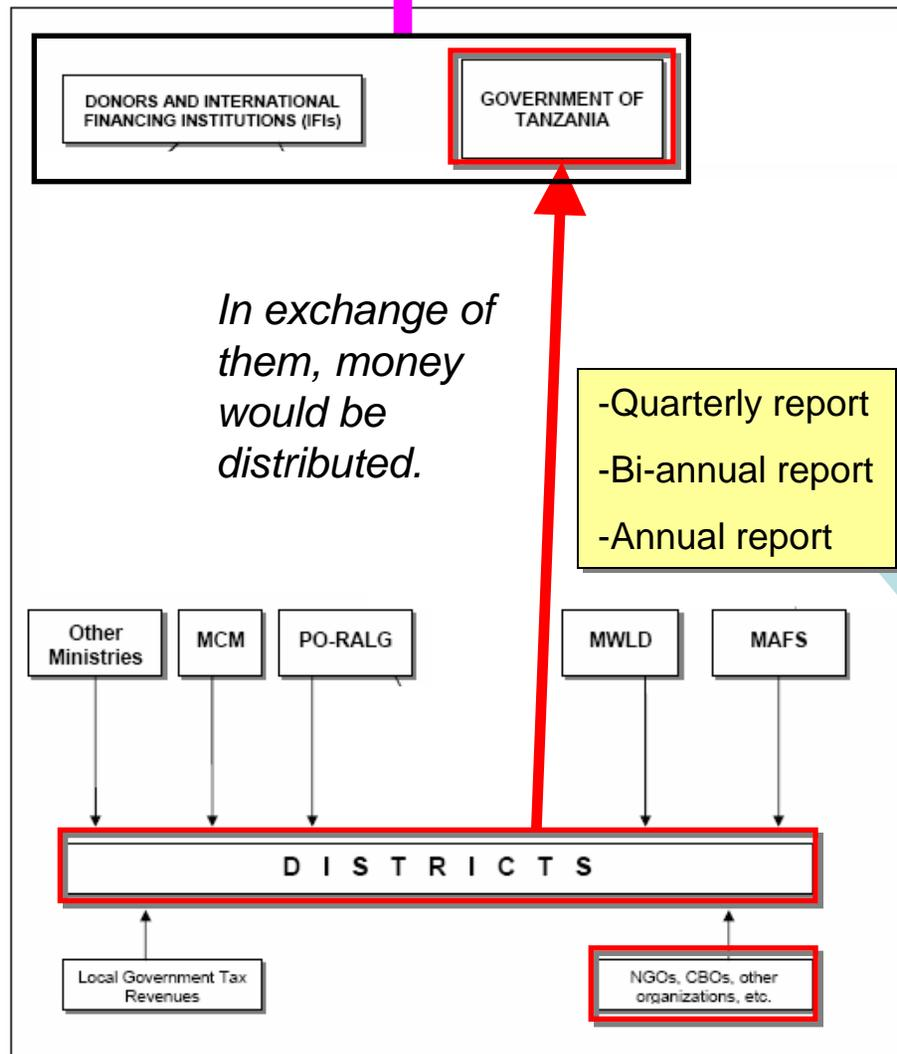 DONORS AND INTERNATIONAL
FINANCING INSTITUTIONS (IFIs)
GOVERNMENT OF
TANZANIA
In exchange of
them, money
would be
distributed.
-Quarterly report
-Bi-annual report
-Annual report
Other
Ministries
MCM
PO-RALG
MWLD
MAFS
D I S T R I C T S
Local Government Tax
Revenues
NGOs, CBOs, other
organizations, etc.